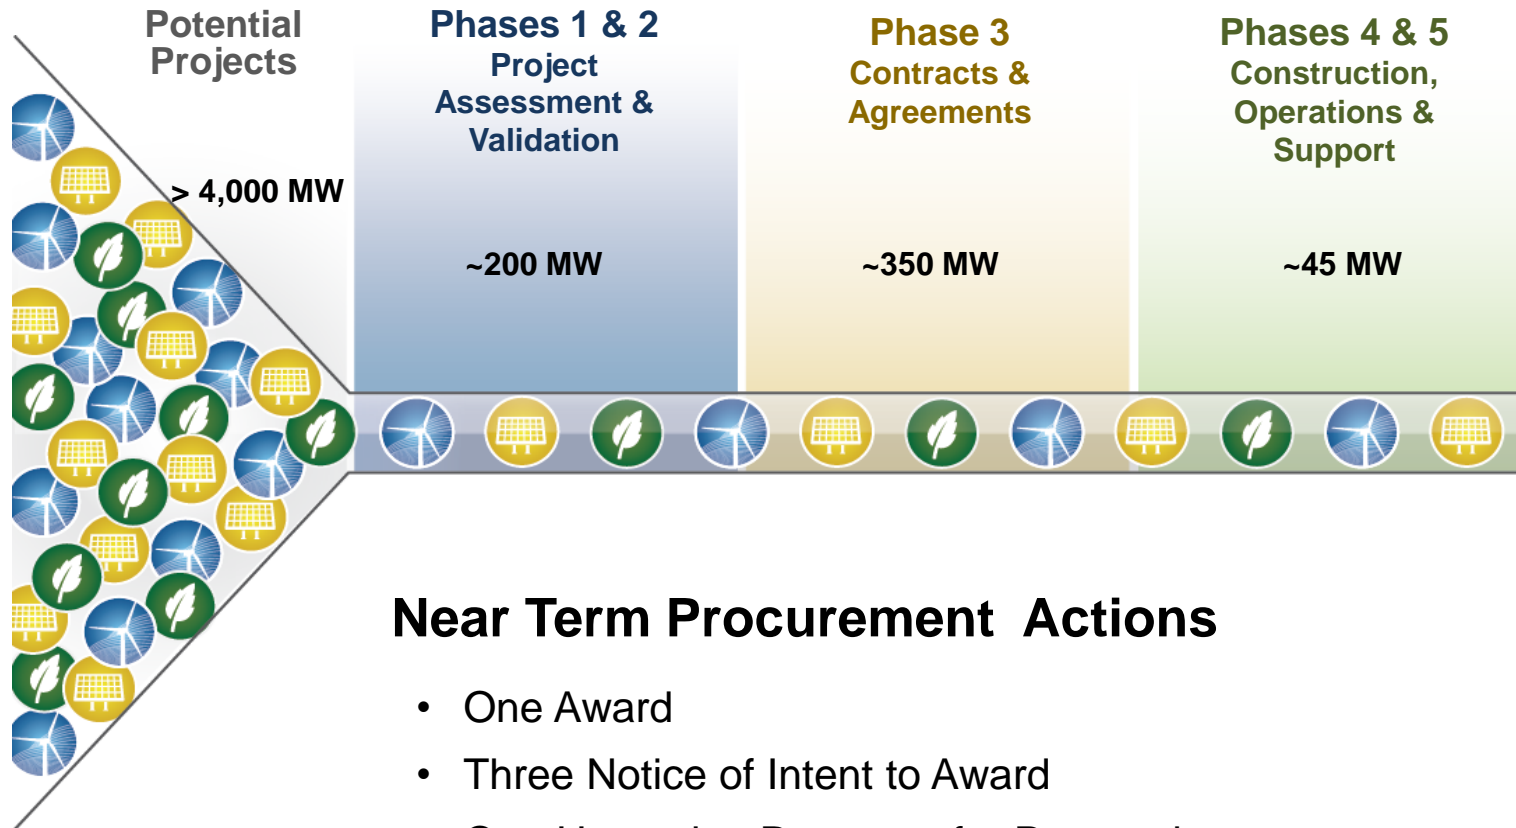 Potential
Projects
> 4,000 MW
Phases 1 & 2
Project
Assessment &
Validation
~200 MW
Phase 3
Contracts &
Agreements
~350 MW
Phases 4 & 5
Construction,
Operations &
Support
~45 MW
Near Term Procurement  Actions
• One Award
• Three Notice of Intent to Award